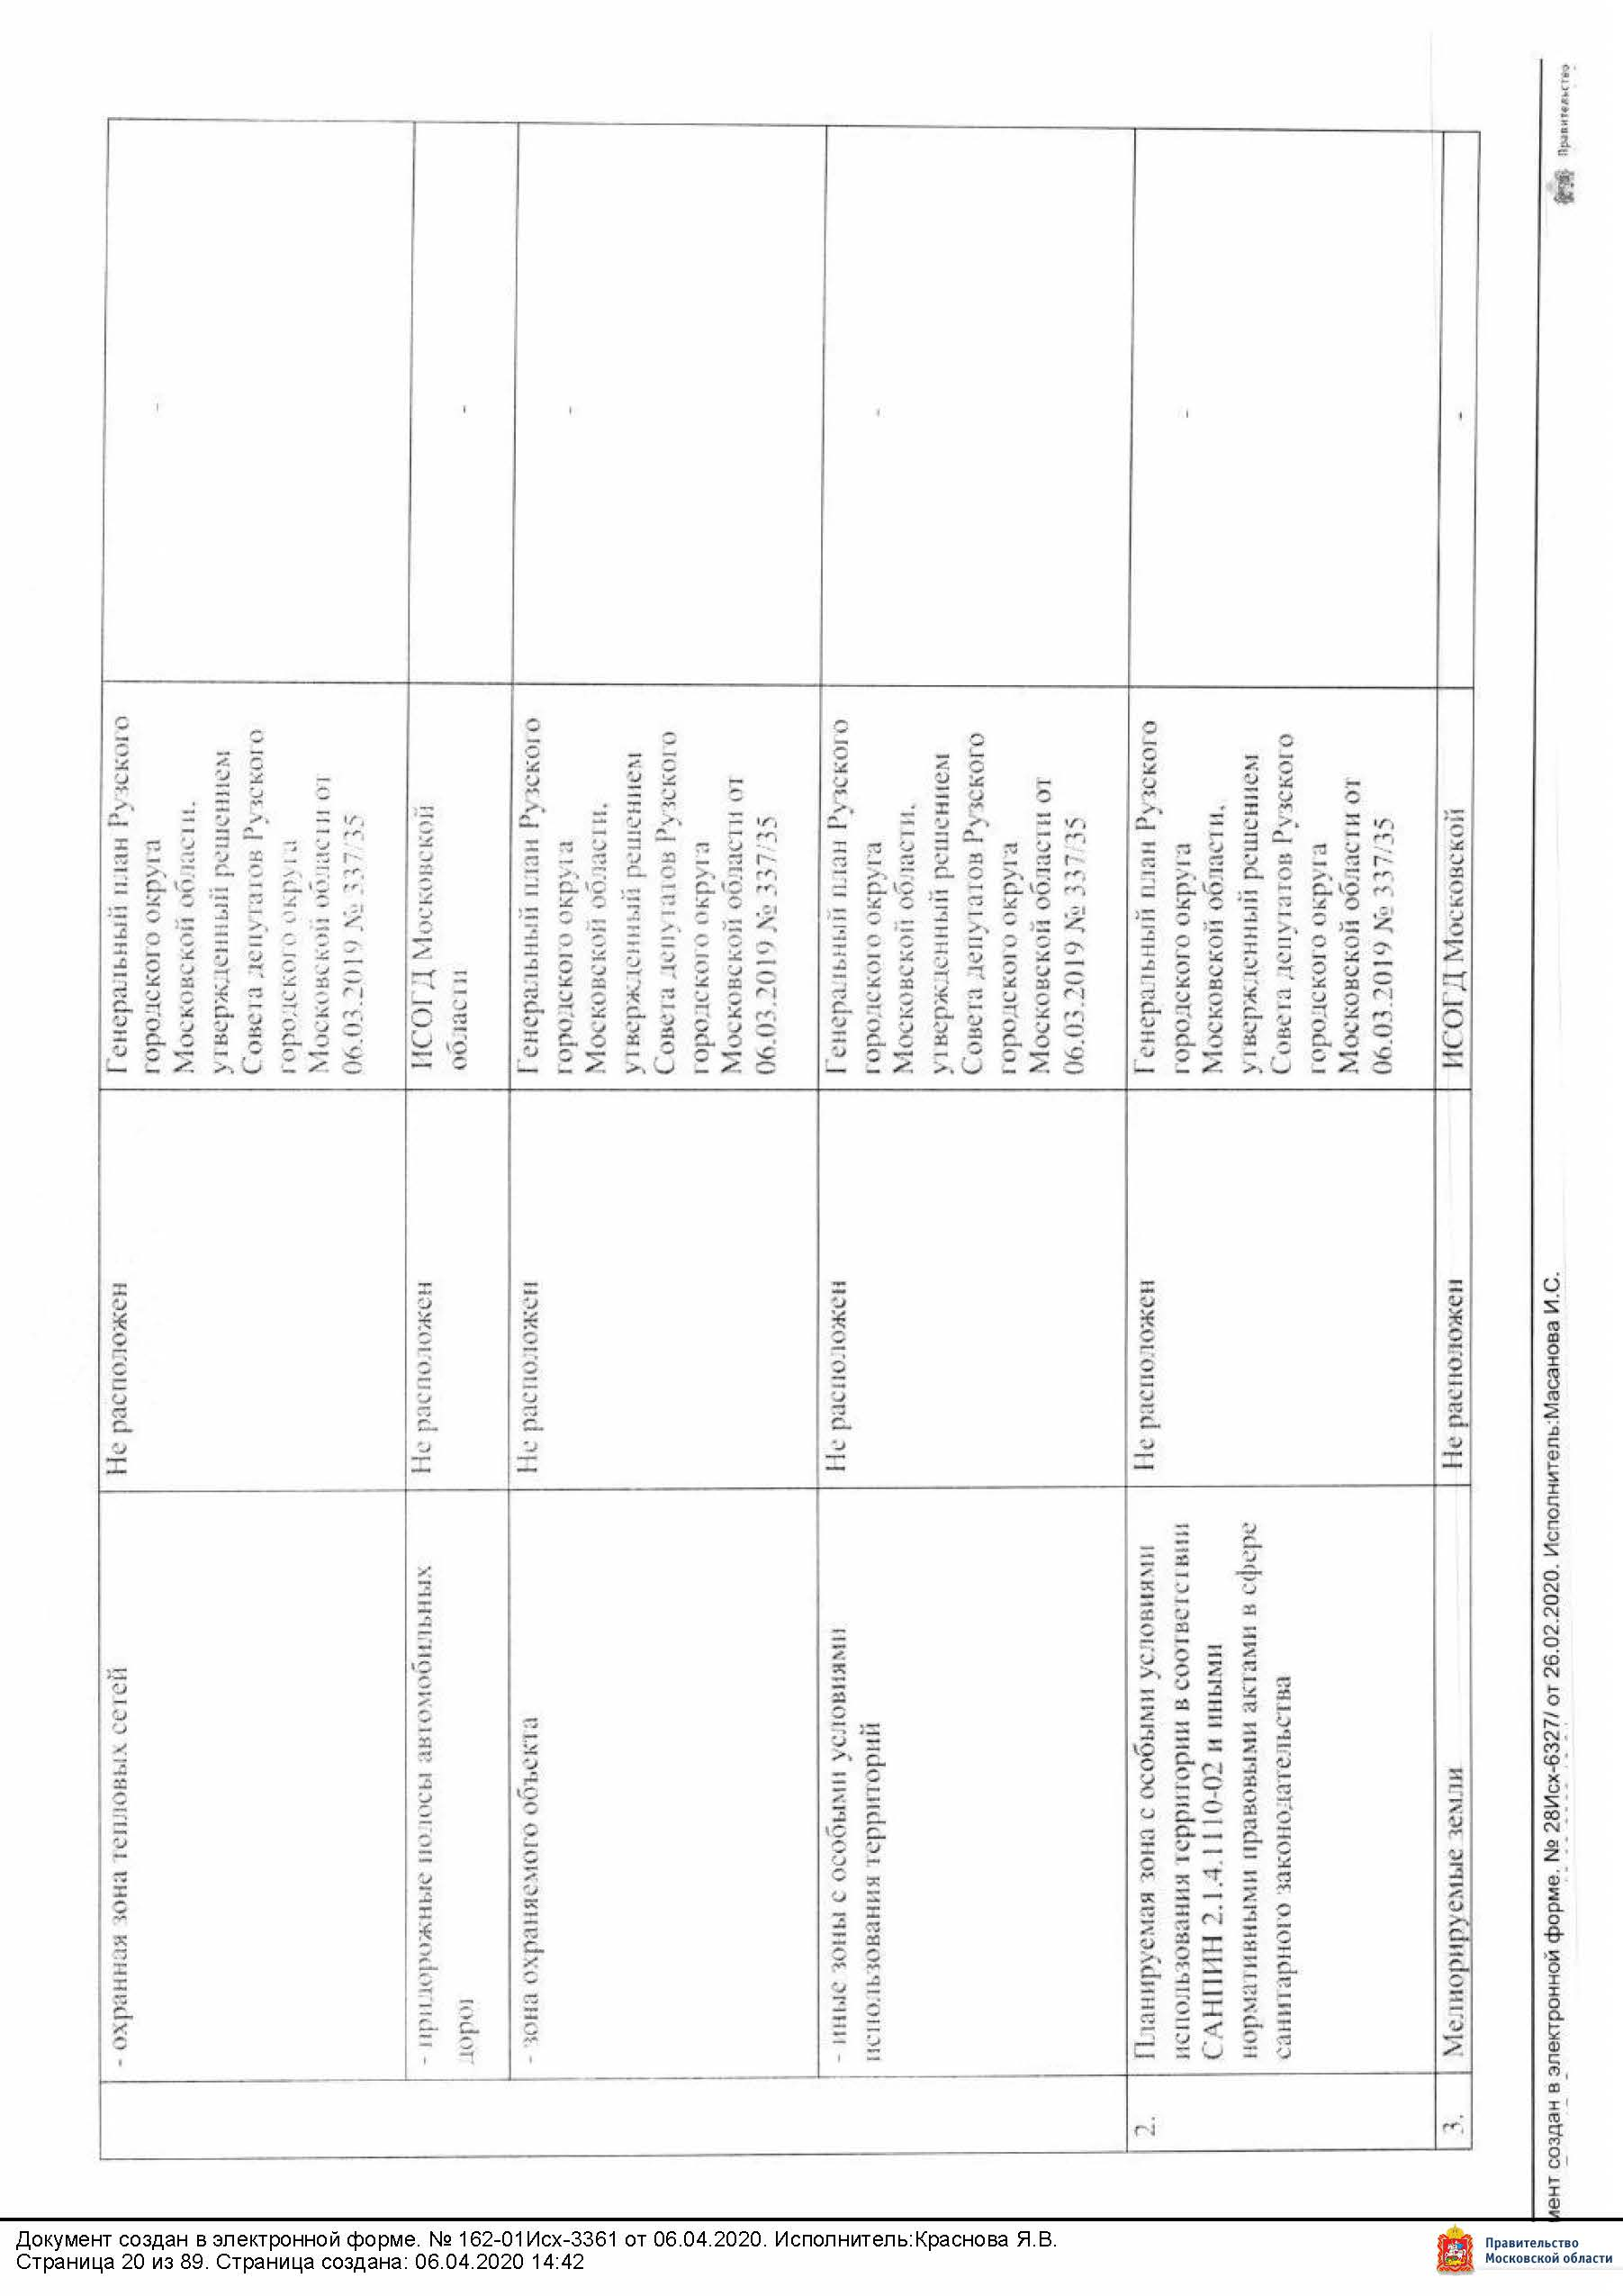 - охранная зона тепловых сетей
Не расположен
Генеральный план Рузского
городского округа
Московской области,
утвержденный решением
Совета депутатов Рузского
городского округа
Московской области от
06.03.2019 № 337/35
-
- придорожные полосы автомобильных
дорог
Не расположен
ИСОГД Московской
области
-
- зона охраняемого объекта
Не расположен
Генеральный план Рузского
городского округа
Московской области,
утвержденный решением
Совета депутатов Рузского
городского округа
Московской области от
06.03.2019 № 337/35
-
- иные зоны с особыми условиями
использования территорий
Не расположен
Генеральный план Рузского
городского округа
Московской области,
утвержденный решением
Совета депутатов Рузского
городского округа
Московской области от
06.03.2019 № 337/35
-
2.
Планируемая зона с особыми условиями
использования территории в соответствии
САНПИН 2.1.4.1110-02 и иными
нормативными правовыми актами в сфере
санитарного законодательства
Не расположен
Генеральный план Рузского
городского округа
Московской области,
утвержденный решением
Совета депутатов Рузского
городского округа
Московской области от
06.03.2019 № 337/35
-
3.
Мелиорируемые земли
Не расположен
ИСОГД Московской
-
мент создан в электронной форме. № 28Исх-6327/ от 26.02.2020. Исполнитель:Масанова И.С.
Правительство
Документ создан в электронной форме. № 162-01Исх-3361 от 06.04.2020. Исполнитель:Краснова Я.В.
Страница 20 из 89. Страница создана: 06.04.2020 14:42
Правительство
Московской области